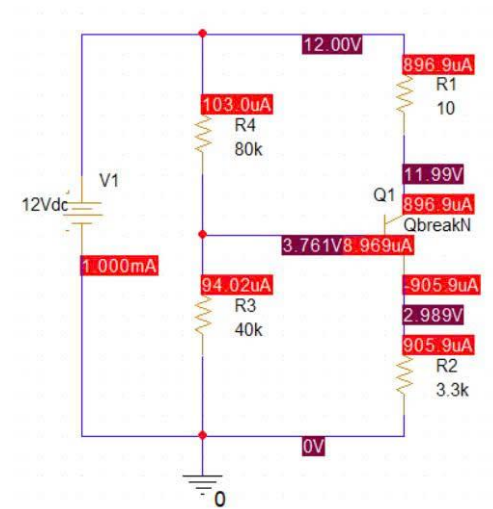 12.00V
896.9uA
R1
10
103.0uA
R4
80k
11.99V
V1
Q1
896.9uA
12Vdc
QbreakN
3.761V
8.969uA
1.000mA
94.02uA
-905.9uA
R3
2.989V
40k
905.9uA
R2
3.3k
0V
0